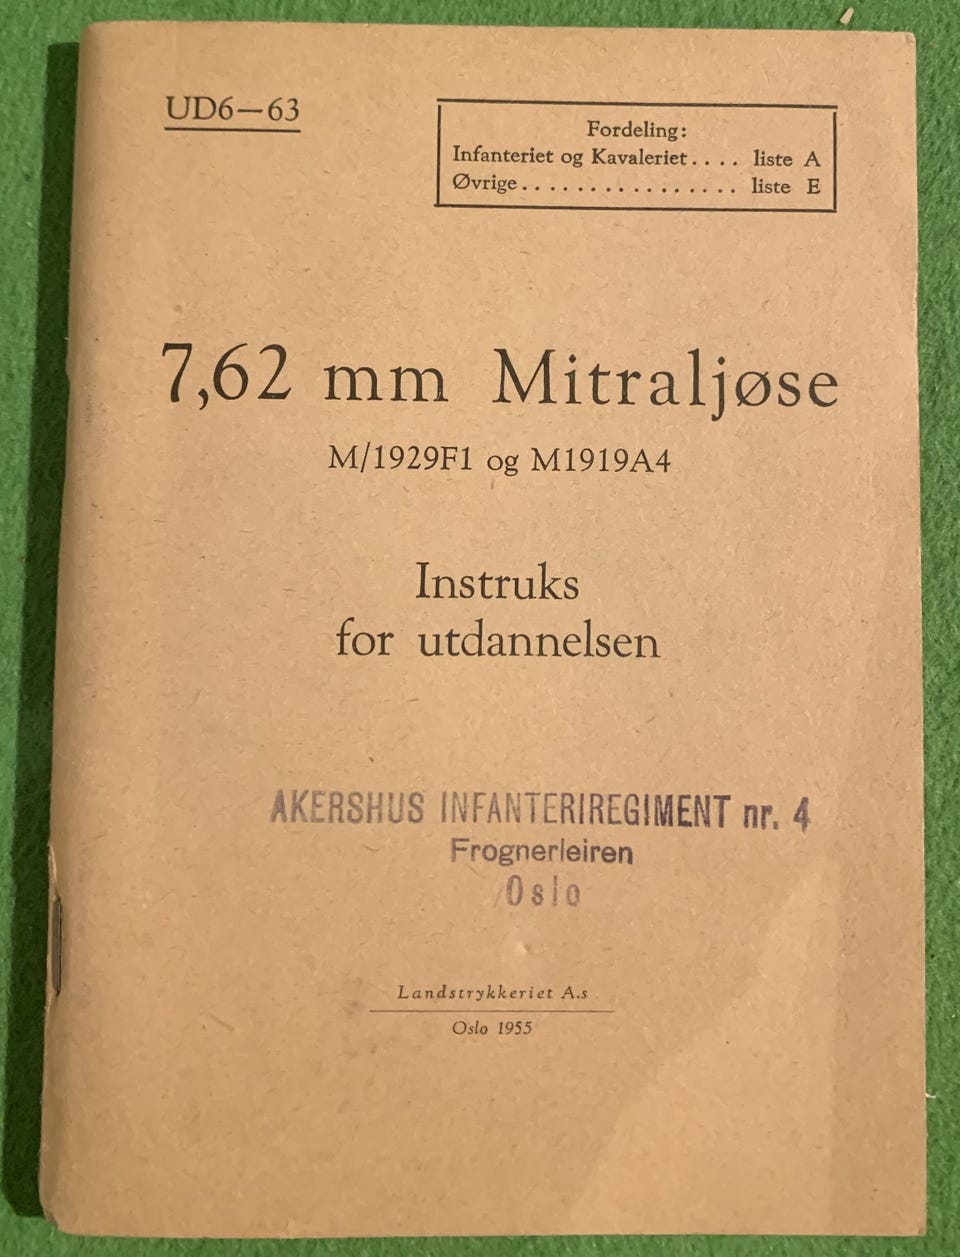 UD6—63
Fordeling:
Infanteriet og Kavaleriet.... liste A
Øvrige................ liste E
7,62 mm Mitraljøse
M/1929F1 og M1919A4
Instruks
for utdannelsen
AKERSHUS INFANTERIREGIMENT nr. 4
Frognerleiren
Oslo
Landstrykkeriet A.s
Oslo 1955